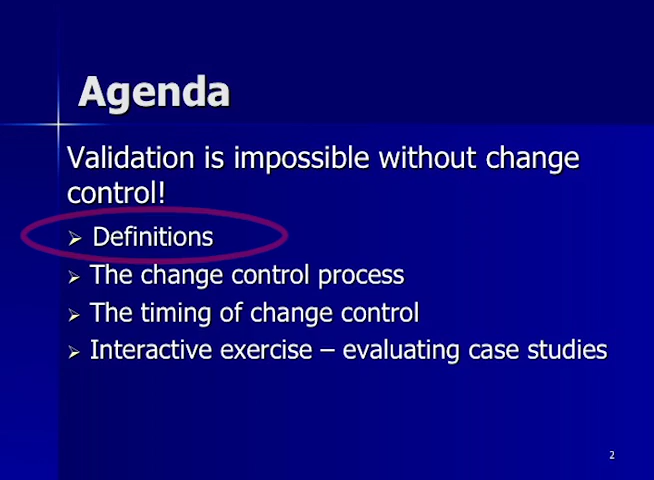 Agenda
Validation is impossible without change
control!
➢ Definitions
➢ The change control process
➢ The timing of change control
➢ Interactive exercise – evaluating case studies
2